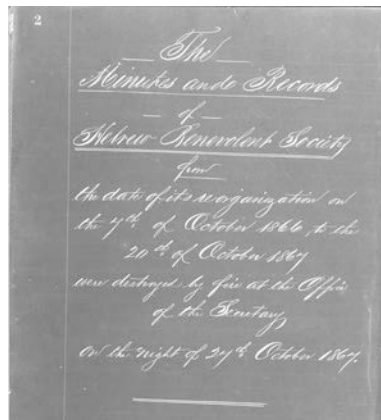 2
The
Minutes and Records
of
Hebrew Benevolent Society
from
the date of its reorganization on
the 7th of October 1866, to the
20th of October 1867
were destroyed by fire at the Office
of the Secretary
on the night of 27th October 1867.